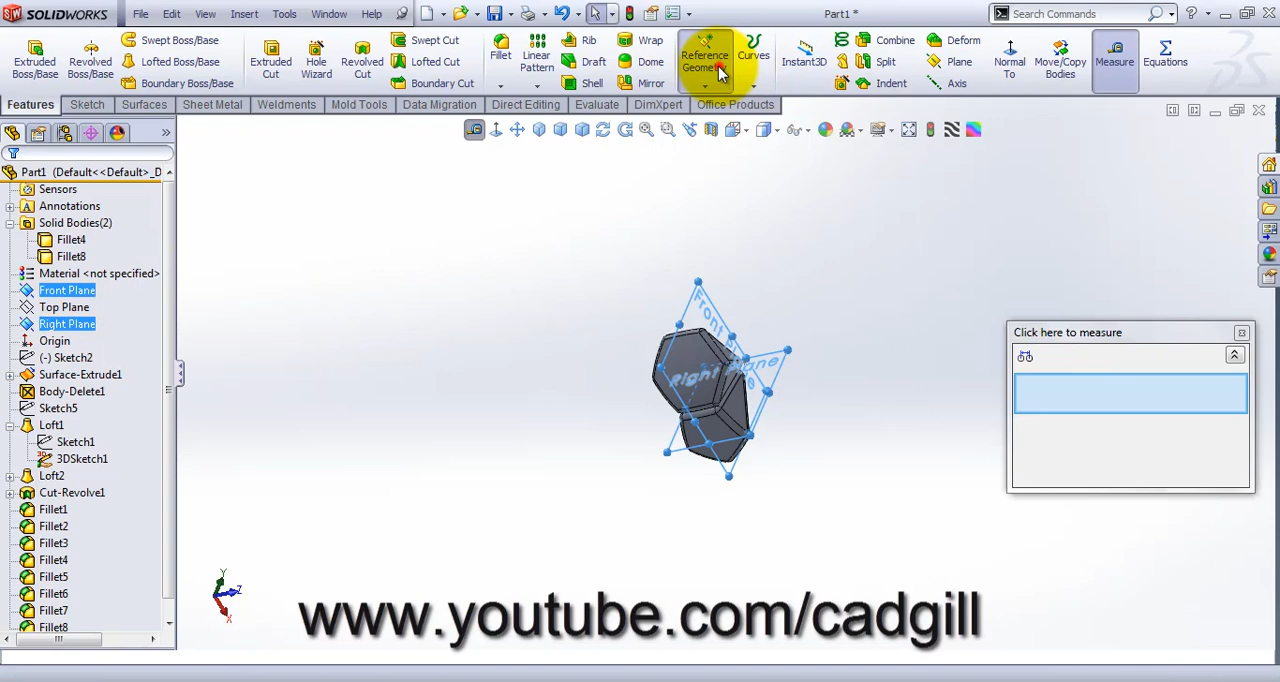 SOLIDWORKS File Edit View Insert Tools Window Help Part1 * Search Commands
Extruded Boss/Base Revolved Boss/Base Swept Boss/Base Lofted Boss/Base Boundary Boss/Base Extruded Cut Hole Wizard Revolved Cut Swept Cut Lofted Cut Boundary Cut Fillet Linear Pattern Rib Draft Shell Wrap Dome Mirror Reference Geometry Curves Instant3D Combine Split Indent Deform Plane Axis Normal To Move/Copy Bodies Measure Equations
Features Sketch Surfaces Sheet Metal Weldments Mold Tools Data Migration Direct Editing Evaluate DimXpert Office Products
Part1 (Default<<Default>_D
Sensors
Annotations
Solid Bodies(2)
Fillet4
Fillet8
Material <not specified>
Front Plane
Top Plane
Right Plane
Origin
(-) Sketch2
Surface-Extrude1
Body-Delete1
Sketch5
Loft1
Sketch1
3DSketch1
Loft2
Cut-Revolve1
Fillet1
Fillet2
Fillet3
Fillet4
Fillet5
Fillet6
Fillet7
Fillet8
Right Plane
Click here to measure
Y
Z
X
www.youtube.com/cadgill